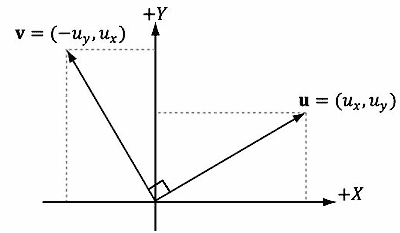 +Y
𝐯 = (−u_y, u_x)
𝐮 = (u_x, u_y)
+X